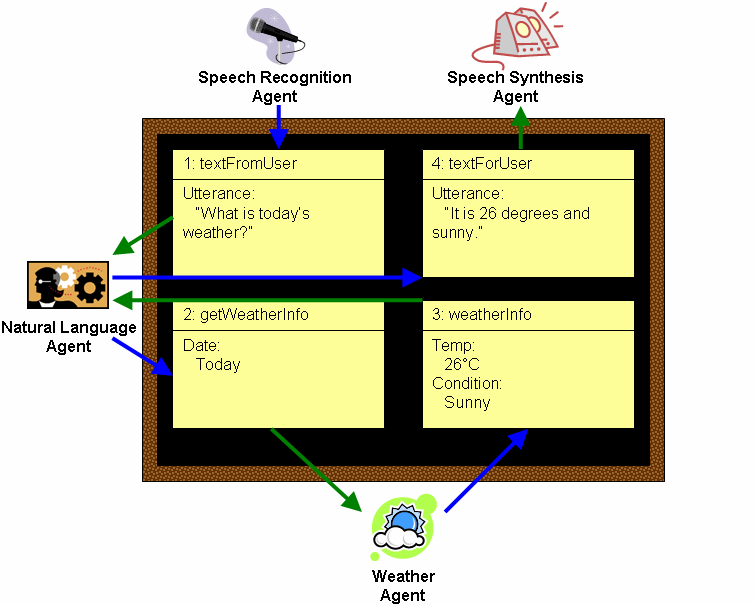 Speech Recognition
Agent
Speech Synthesis
Agent
1: textFromUser
Utterance:
"What is today's
weather?"
4: textForUser
Utterance:
"It is 26 degrees and
sunny."
Natural Language
Agent
2: getWeatherInfo
Date:
Today
3: weatherInfo
Temp:
26°C
Condition:
Sunny
Weather
Agent